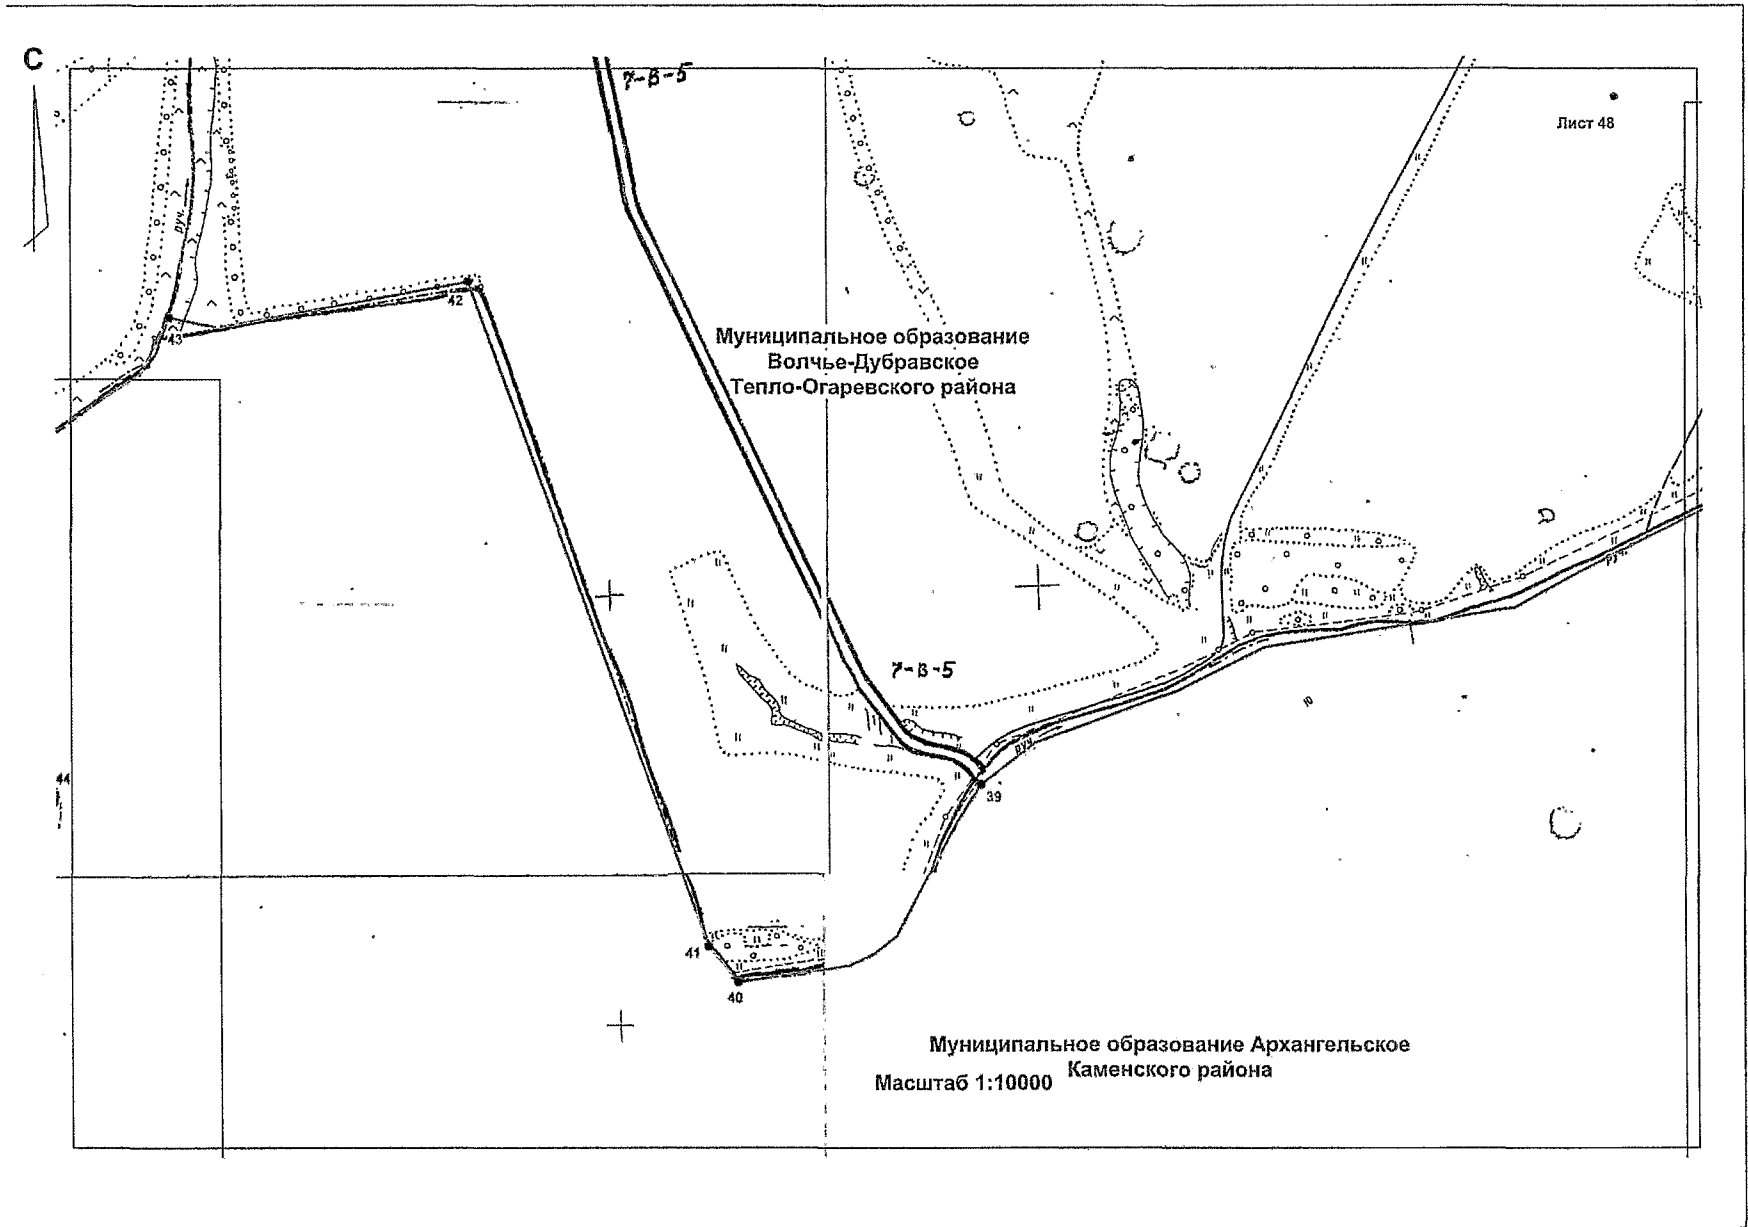 С
7-В-5
Лист 48
руч.
42
43
Муниципальное образование
Волчье-Дубравское
Тепло-Огаревского района
руч.
7-В-5
руч.
44
39
41
40
Муниципальное образование Архангельское
Каменского района
Масштаб 1:10000